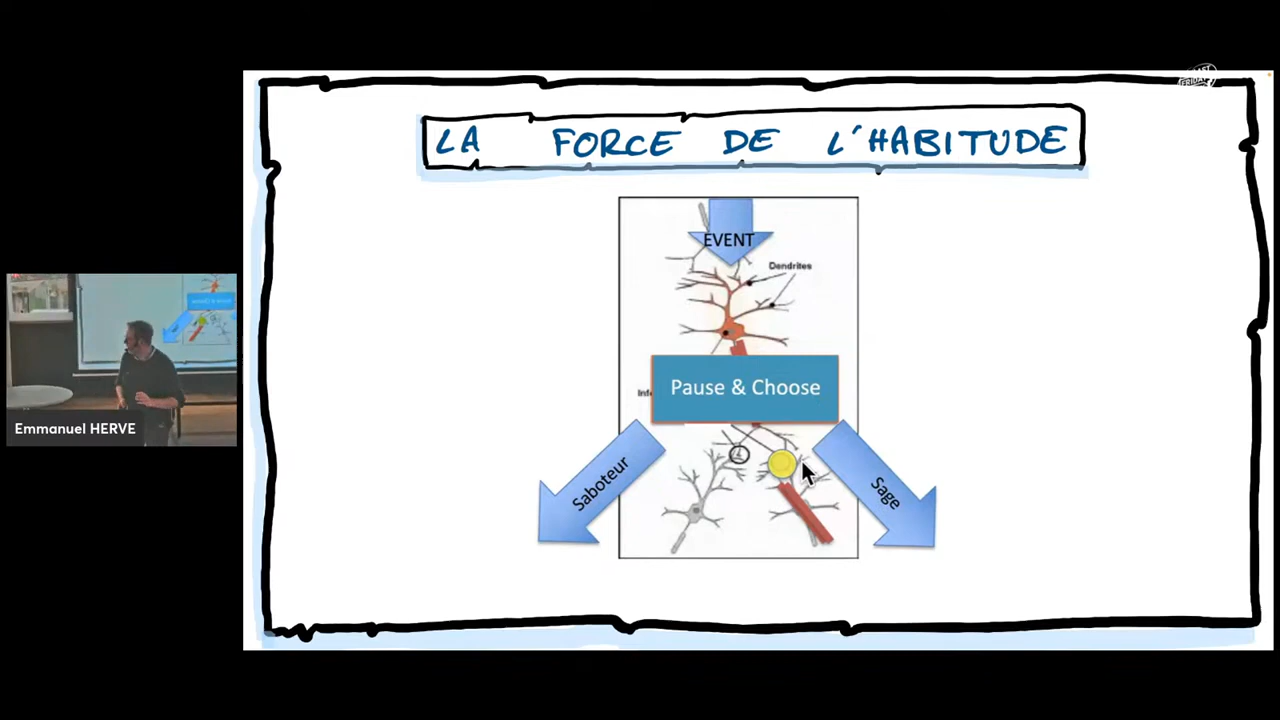 LA FORCE DE L'HABITUDE
EVENT
Dendrites
Pause & Choose
Saboteur
Sage
Emmanuel HERVE